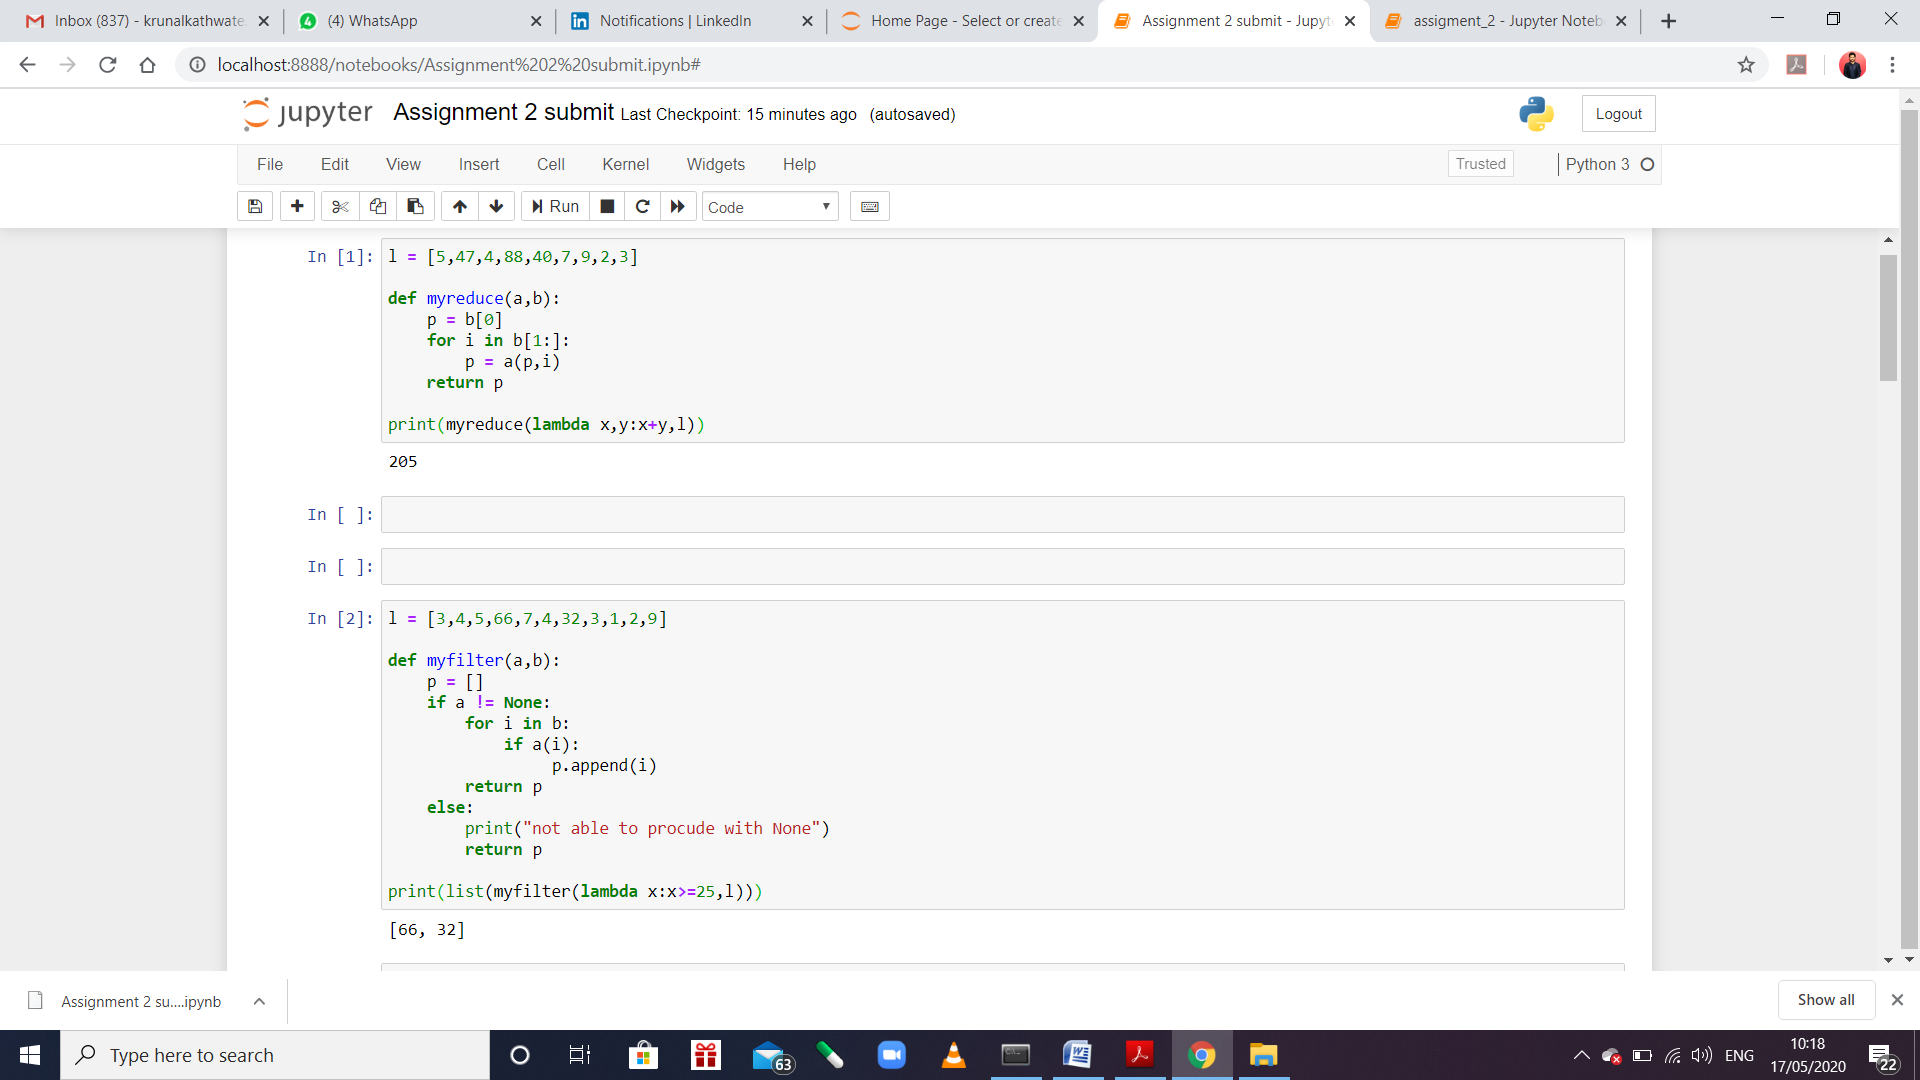 Inbox (837) - krunalkathwate
(4) WhatsApp
Notifications | LinkedIn
Home Page - Select or create
Assignment 2 submit - Jupyt
assigment_2 - Jupyter Noteb
localhost:8888/notebooks/Assignment%202%20submit.ipynb#
jupyter Assignment 2 submit Last Checkpoint: 15 minutes ago (autosaved)
Logout
File Edit View Insert Cell Kernel Widgets Help
Trusted
Python 3
Run
Code
In [1]: l = [5,47,4,88,40,7,9,2,3]
def myreduce(a,b):
    p = b[0]
    for i in b[1:]:
        p = a(p,i)
    return p
print(myreduce(lambda x,y:x+y,l))
205
In [ ]:
In [ ]:
In [2]: l = [3,4,5,66,7,4,32,3,1,2,9]
def myfilter(a,b):
    p = []
    if a != None:
        for i in b:
            if a(i):
                 p.append(i)
        return p
    else:
        print("not able to procude with None")
        return p
print(list(myfilter(lambda x:x>=25,l)))
[66, 32]
Assignment 2 su....ipynb
Show all
Type here to search
63
ENG
10:18
17/05/2020
22